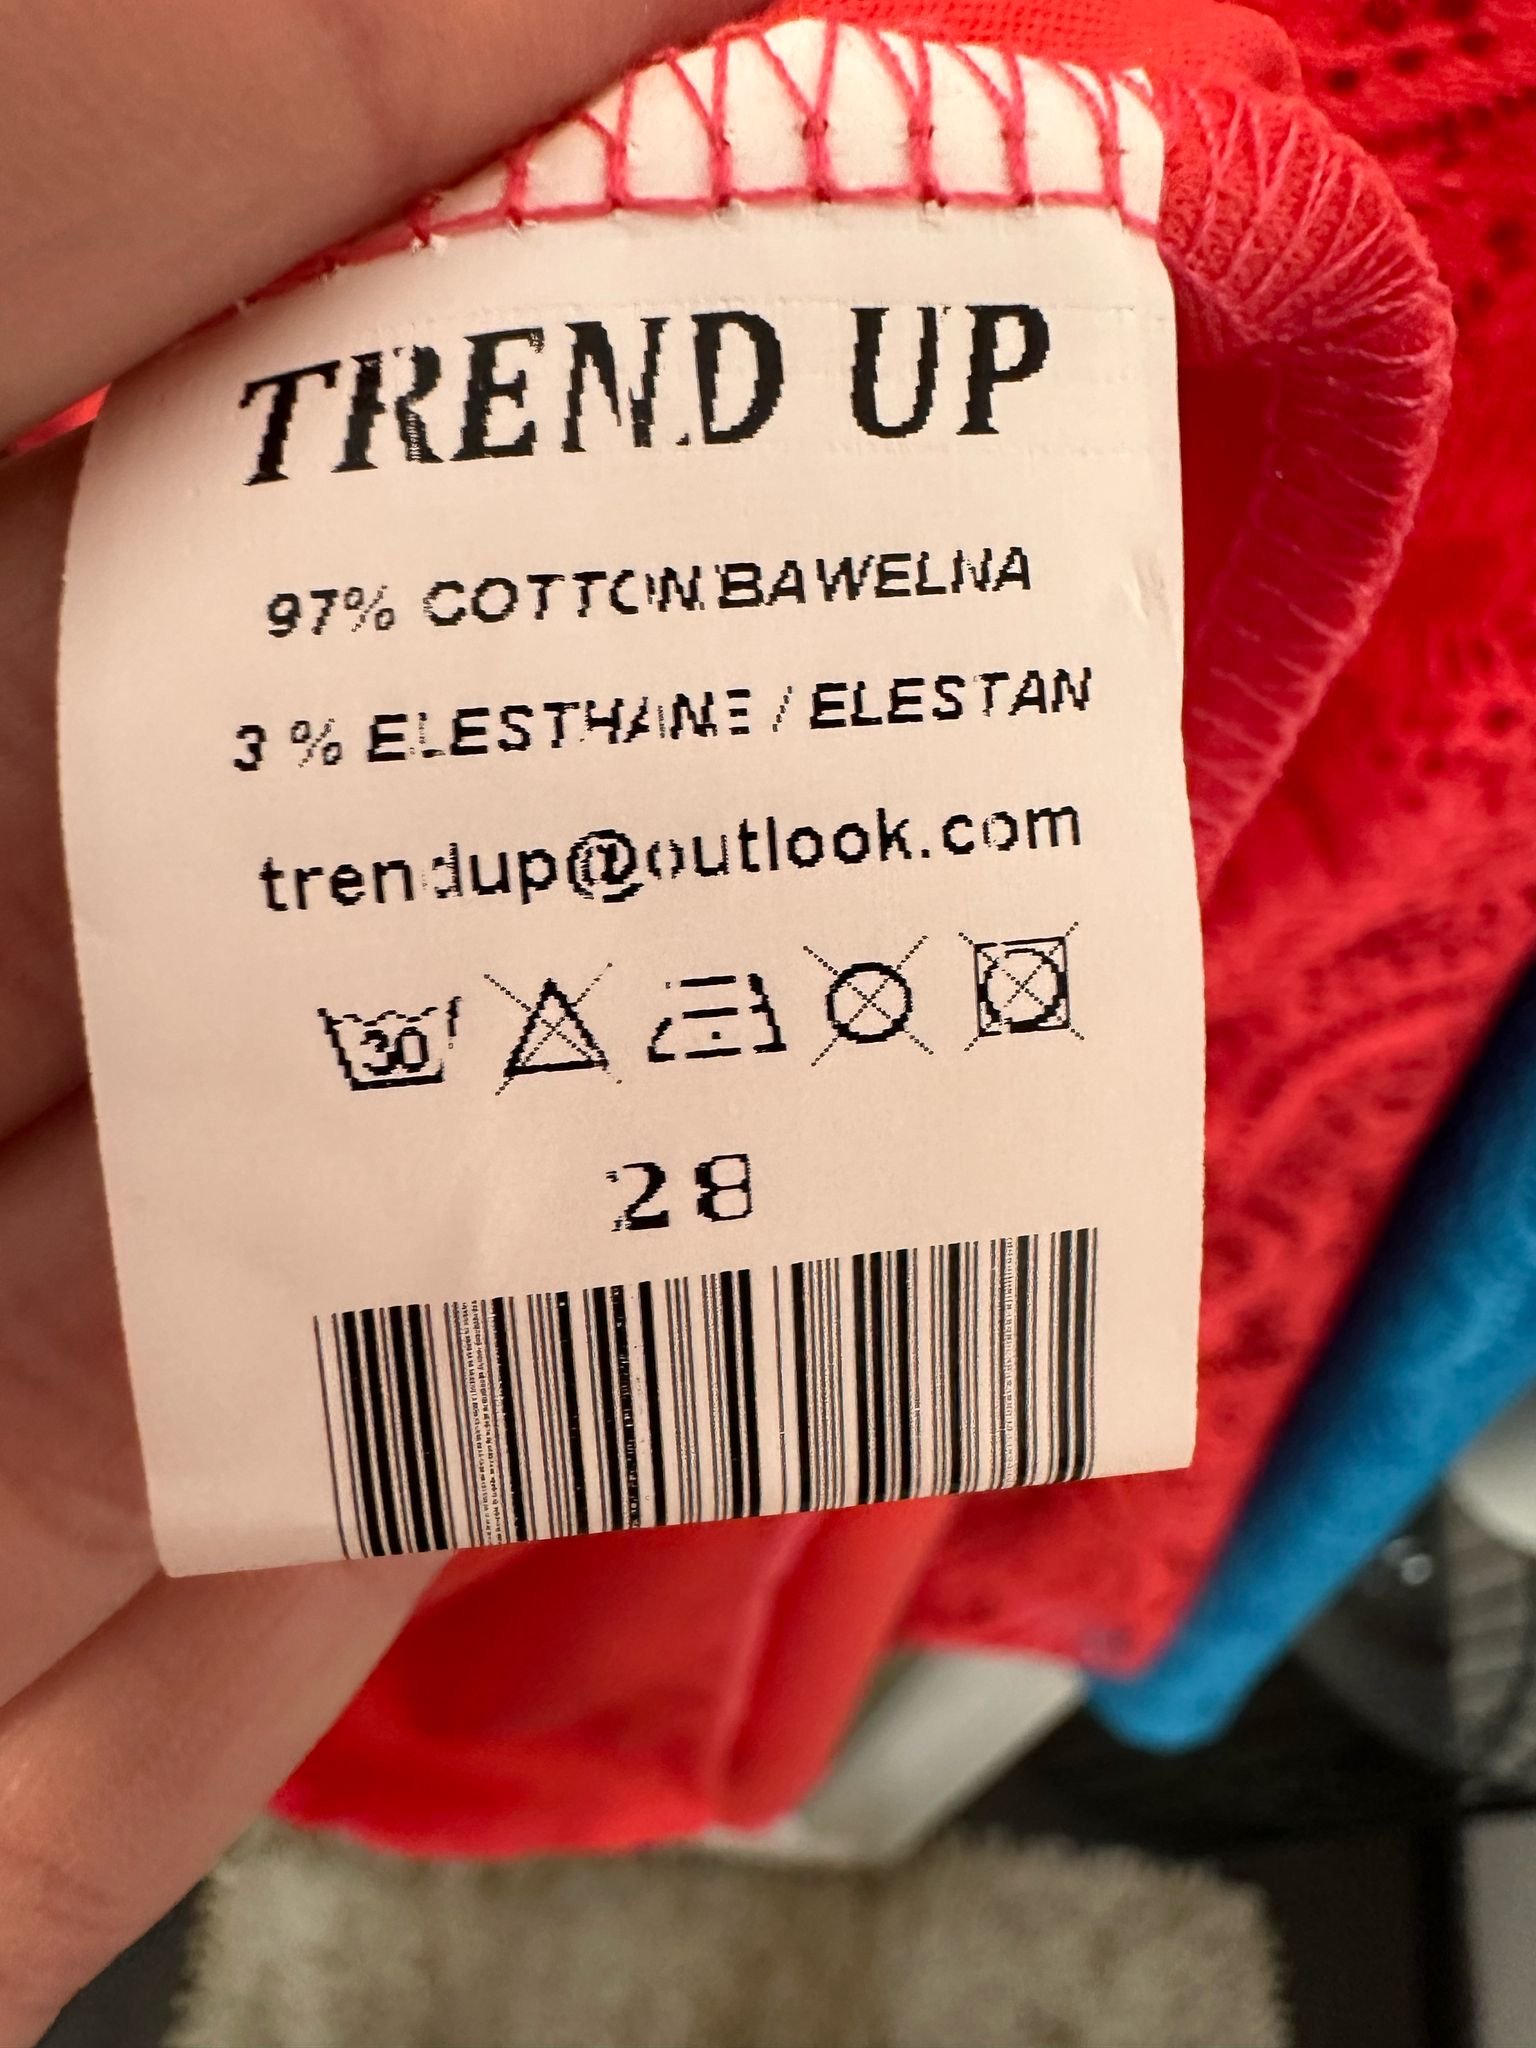 TREND UP
97% COTTON BAWELNA
3 % ELESTHANE / ELESTAN
trendup@outlook.com
30
28